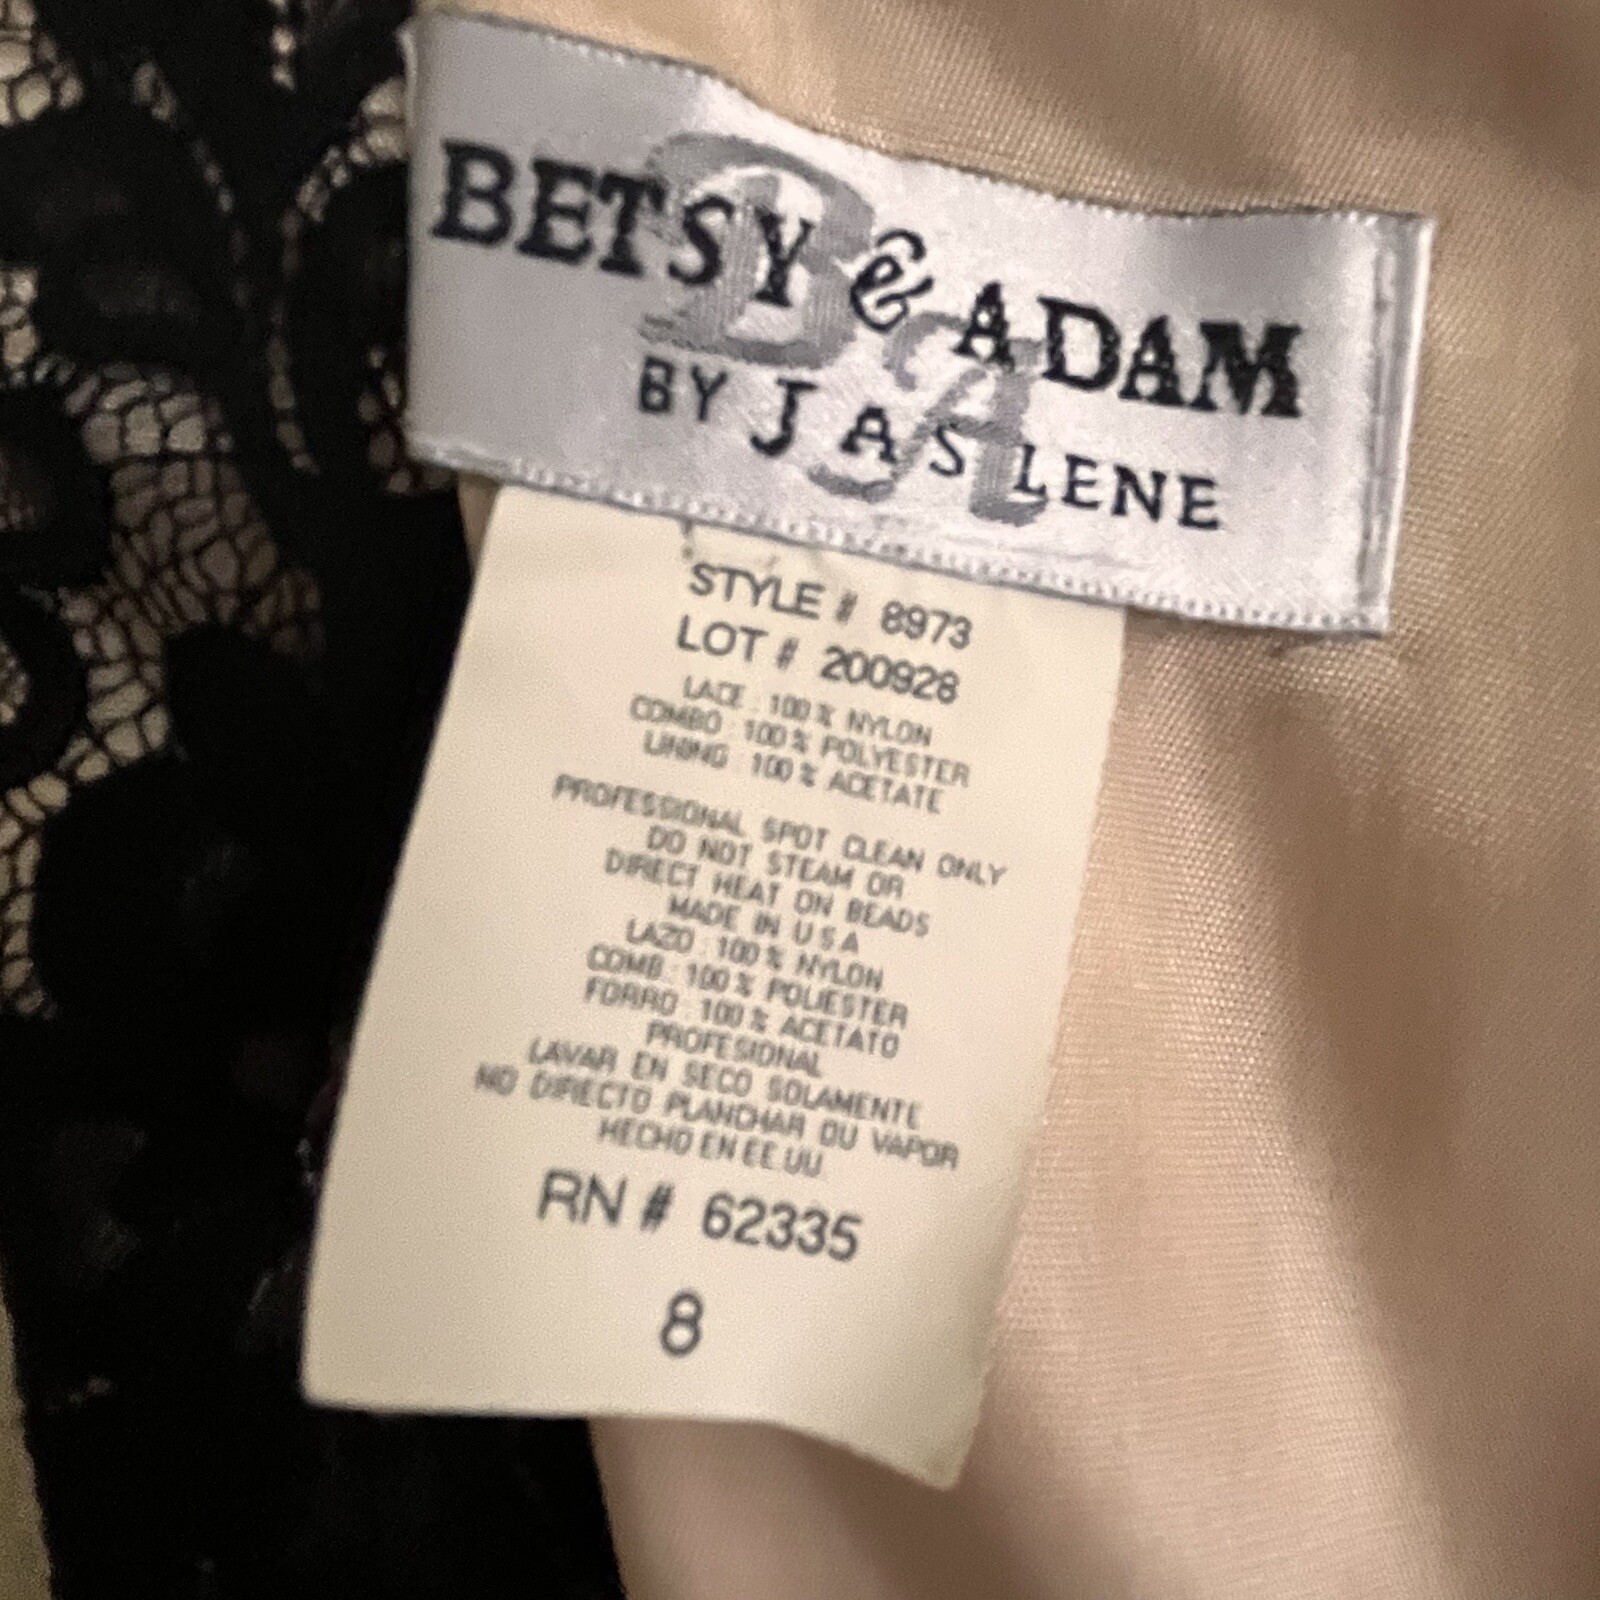 BETSY & ADAM
BY JASLENE
BA
STYLE # 8973
LOT # 200928
LACE : 100% NYLON
COMBO : 100% POLYESTER
LINING : 100% ACETATE
PROFESSIONAL SPOT CLEAN ONLY
DO NOT STEAM OR
DIRECT HEAT ON BEADS
MADE IN U S A
LAZO : 100% NYLON
COMB : 100% POLIESTER
FORRO : 100% ACETATO
PROFESIONAL
LAVAR EN SECO SOLAMENTE
NO DIRECTO PLANCHAR OU VAPOR
HECHO EN EE UU.
RN # 62335
8